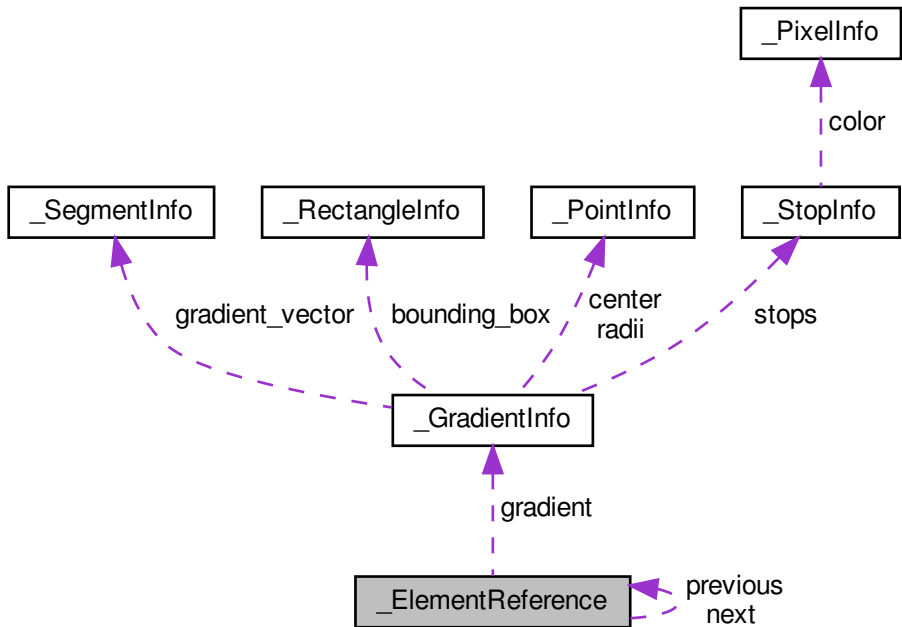 _PixelInfo
color
_SegmentInfo
_RectangleInfo
_PointInfo
_StopInfo
gradient_vector
bounding_box
center
radii
stops
_GradientInfo
gradient
_ElementReference
previous
next